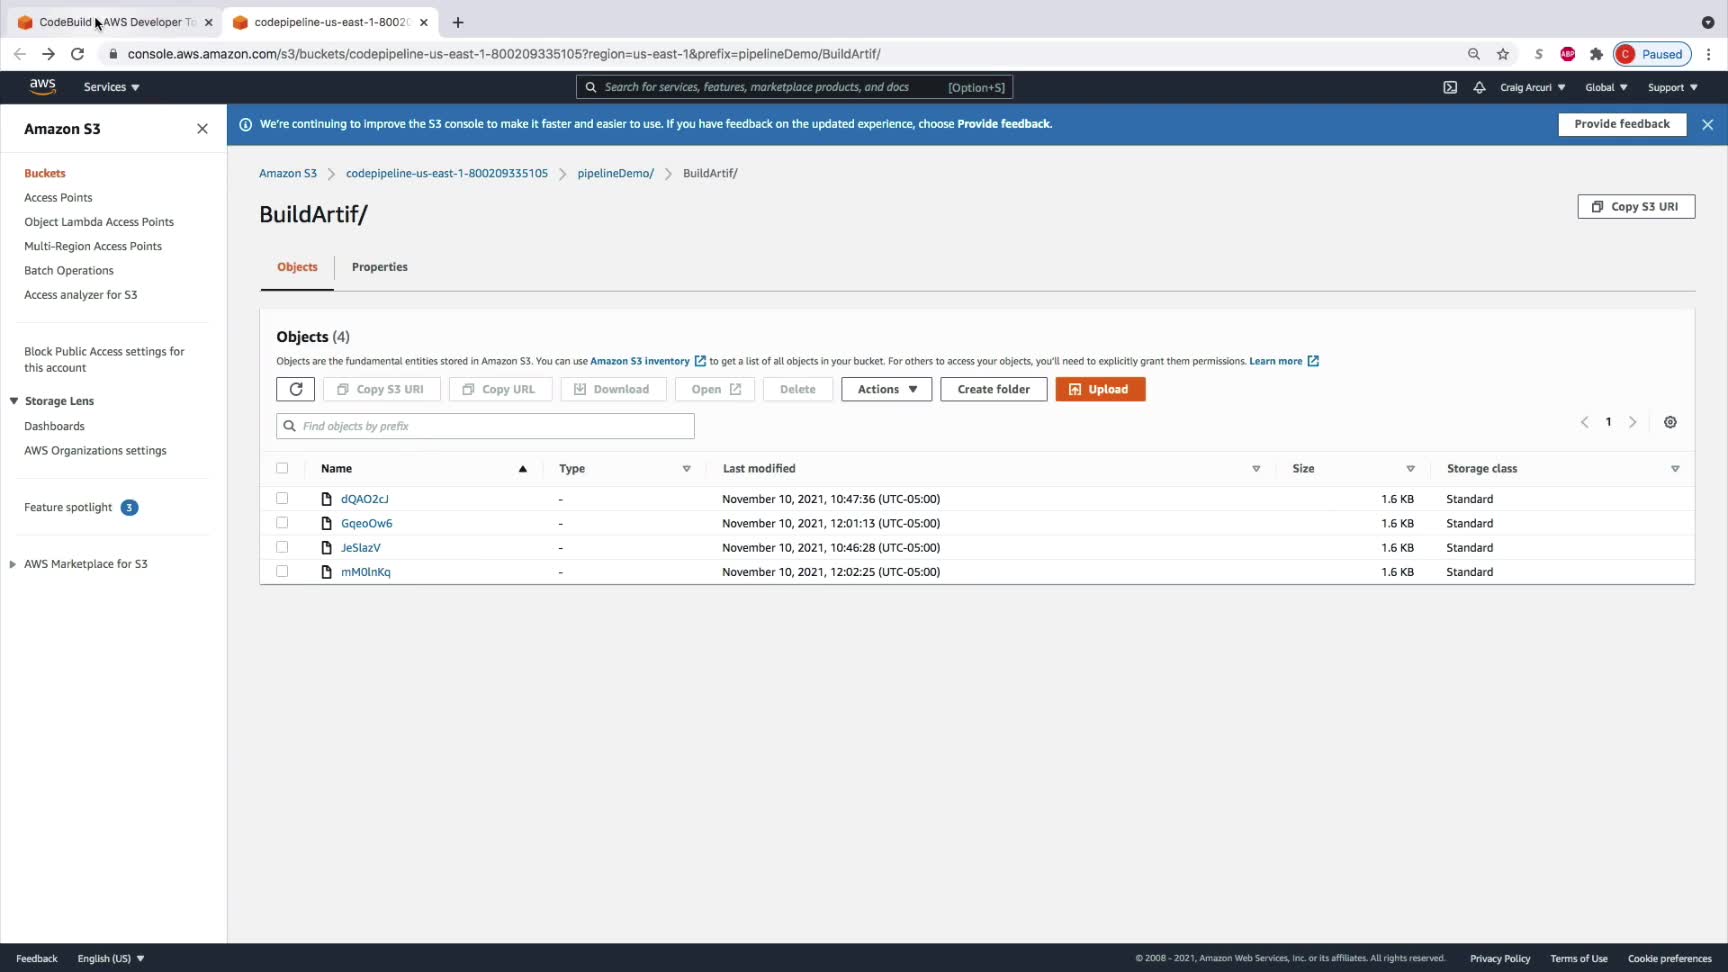 CodeBuild - AWS Developer To
codepipeline-us-east-1-80020
console.aws.amazon.com/s3/buckets/codepipeline-us-east-1-800209335105?region=us-east-1&prefix=pipelineDemo/BuildArtif/
S
ABP
C Paused
aws
Services
Search for services, features, marketplace products, and docs [Option+S]
Craig Arcuri
Global
Support
Amazon S3
We're continuing to improve the S3 console to make it faster and easier to use. If you have feedback on the updated experience, choose Provide feedback.
Provide feedback
Buckets
Access Points
Object Lambda Access Points
Multi-Region Access Points
Batch Operations
Access analyzer for S3
Block Public Access settings for
this account
Storage Lens
Dashboards
AWS Organizations settings
Feature spotlight 3
AWS Marketplace for S3
Amazon S3 codepipeline-us-east-1-800209335105 pipelineDemo/ BuildArtif/
BuildArtif/
Copy S3 URI
Objects
Properties
Objects (4)
Objects are the fundamental entities stored in Amazon S3. You can use Amazon S3 inventory to get a list of all objects in your bucket. For others to access your objects, you'll need to explicitly grant them permissions. Learn more
Copy S3 URI Copy URL Download Open Delete Actions Create folder Upload
Find objects by prefix
1
Name Type Last modified Size Storage class
dQAO2cJ - November 10, 2021, 10:47:36 (UTC-05:00) 1.6 KB Standard
GqeoOw6 - November 10, 2021, 12:01:13 (UTC-05:00) 1.6 KB Standard
JeSlazV - November 10, 2021, 10:46:28 (UTC-05:00) 1.6 KB Standard
mM0lnKq - November 10, 2021, 12:02:25 (UTC-05:00) 1.6 KB Standard
Feedback English (US) © 2008 - 2021, Amazon Web Services, Inc. or its affiliates. All rights reserved. Privacy Policy Terms of Use Cookie preferences